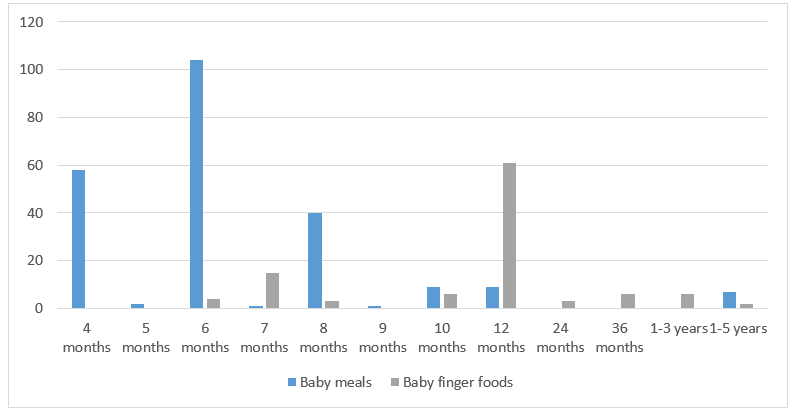 120
100
80
60
40
20
0
4 5 6 7 8 9 10 12 24 36 1-3 years 1-5 years
months months months months months months months months months months
Baby meals Baby finger foods